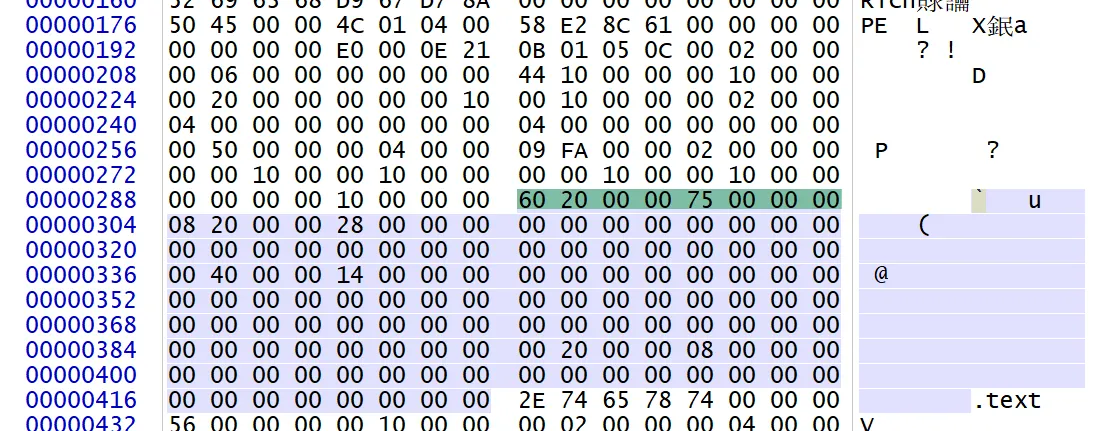 00000160 52 69 63 68 D9 67 D7 8A 00 00 00 00 00 00 00 00 Rich賕譾
00000176 50 45 00 00 4C 01 04 00 58 E2 8C 61 00 00 00 00 PE L X鈱a
00000192 00 00 00 00 E0 00 0E 21 0B 01 05 0C 00 02 00 00 ? !
00000208 00 06 00 00 00 00 00 00 44 10 00 00 00 10 00 00 D
00000224 00 20 00 00 00 00 00 10 00 10 00 00 00 02 00 00
00000240 04 00 00 00 00 00 00 00 04 00 00 00 00 00 00 00
00000256 00 50 00 00 00 04 00 00 09 FA 00 00 02 00 00 00 P ?
00000272 00 00 10 00 00 10 00 00 00 00 10 00 00 10 00 00
00000288 00 00 00 00 10 00 00 00 60 20 00 00 75 00 00 00 ` u
00000304 08 20 00 00 28 00 00 00 00 00 00 00 00 00 00 00 (
00000320 00 00 00 00 00 00 00 00 00 00 00 00 00 00 00 00
00000336 00 40 00 00 14 00 00 00 00 00 00 00 00 00 00 00 @
00000352 00 00 00 00 00 00 00 00 00 00 00 00 00 00 00 00
00000368 00 00 00 00 00 00 00 00 00 00 00 00 00 00 00 00
00000384 00 00 00 00 00 00 00 00 00 20 00 00 08 00 00 00
00000400 00 00 00 00 00 00 00 00 00 00 00 00 00 00 00 00
00000416 00 00 00 00 00 00 00 00 2E 74 65 78 74 00 00 00 .text
00000432 56 00 00 00 00 10 00 00 00 02 00 00 00 04 00 00 V